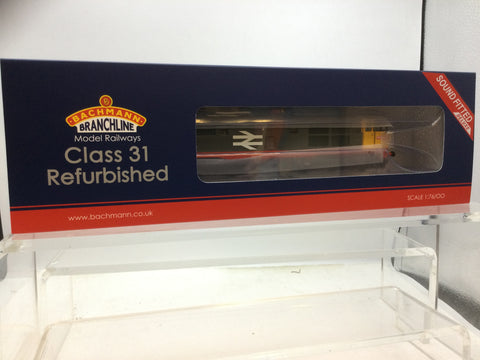 BACHMANN
BRANCHLINE
Model Railways
Class 31
Refurbished
www.bachmann.co.uk
SOUND FITTED
SCALE 1:76/OO